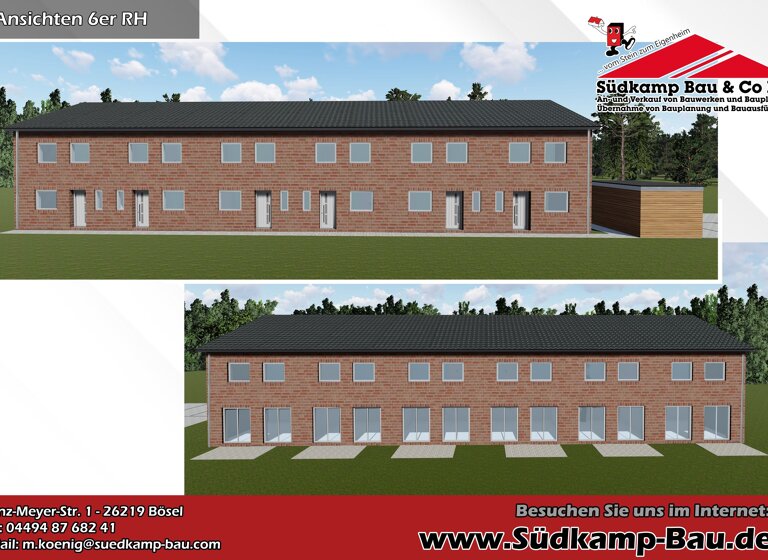 Ansichten 6er RH
...vom Stein zum Eigenheim
Südkamp Bau & Co
An- und Verkauf von Bauwerken und Baupl
Übernahme von Bauplanung und Bauausfü
nz-Meyer-Str. 1 - 26219 Bösel
: 04494 87 682 41
ail: m.koenig@suedkamp-bau.com
Besuchen Sie uns im Internet:
www.Südkamp-Bau.de